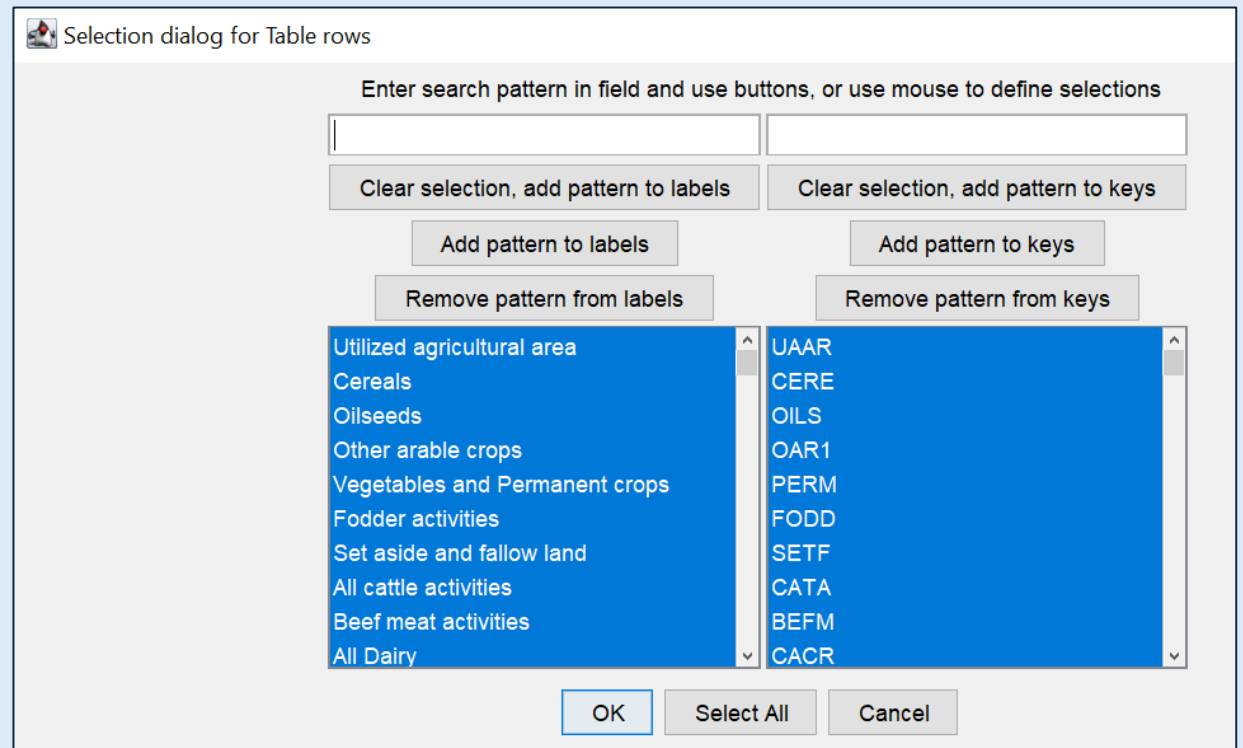 Selection dialog for Table rows
Enter search pattern in field and use buttons, or use mouse to define selections
Clear selection, add pattern to labels
Clear selection, add pattern to keys
Add pattern to labels
Add pattern to keys
Remove pattern from labels
Remove pattern from keys
Utilized agricultural area
Cereals
Oilseeds
Other arable crops
Vegetables and Permanent crops
Fodder activities
Set aside and fallow land
All cattle activities
Beef meat activities
All Dairy
UAAR
CERE
OILS
OAR1
PERM
FODD
SETF
CATA
BEFM
CACR
OK
Select All
Cancel